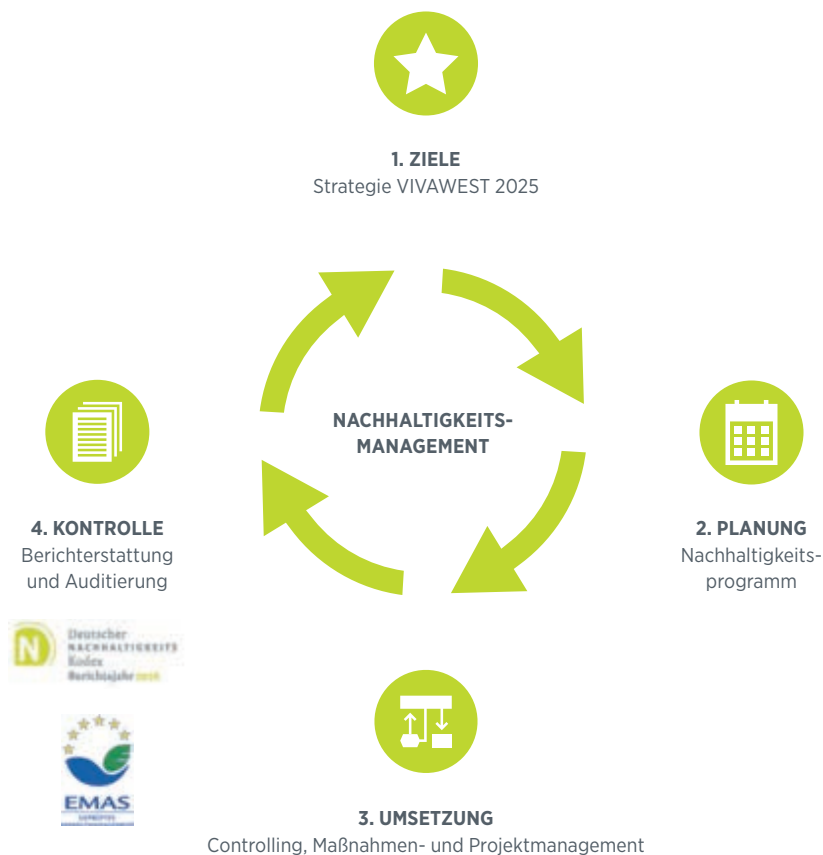 1. ZIELE
Strategie VIVAWEST 2025
NACHHALTIGKEITS-
MANAGEMENT
2. PLANUNG
Nachhaltigkeits-
programm
4. KONTROLLE
Berichterstattung
und Auditierung
N
Deutscher
NACHHALTIGKEITS
Kodex
Berichtsjahr
EMAS
3. UMSETZUNG
Controlling, Maßnahmen- und Projektmanagement